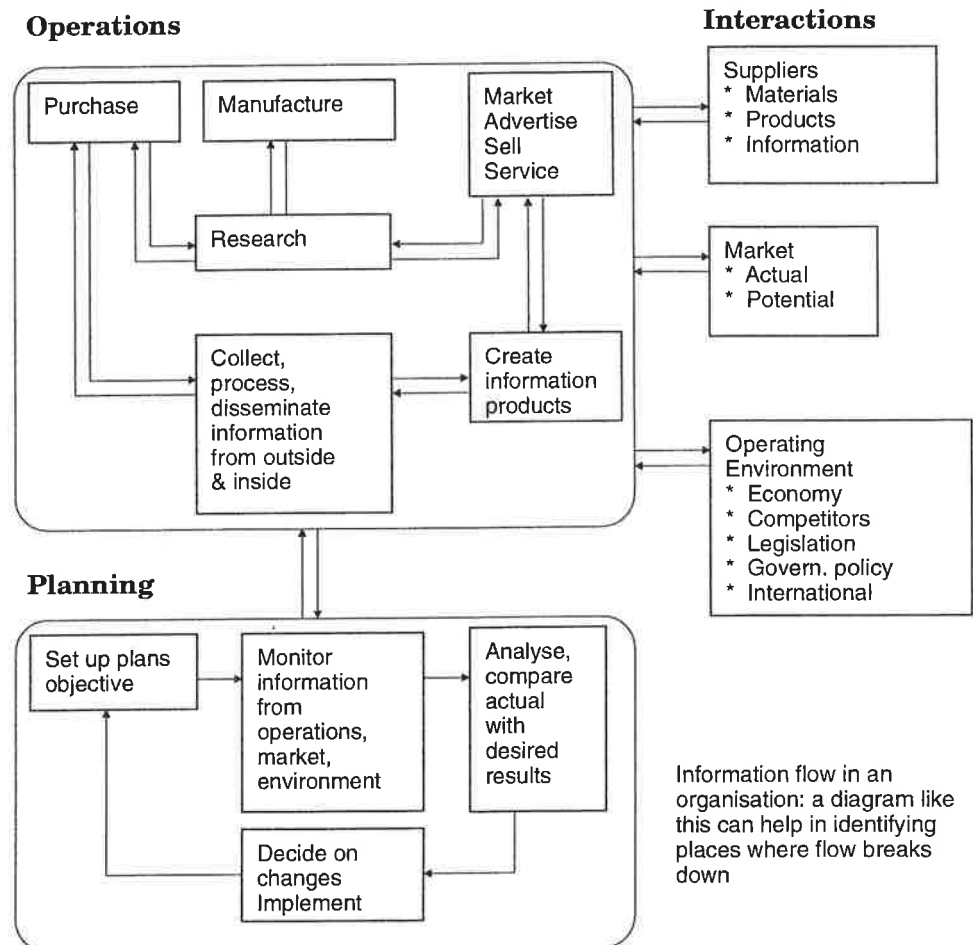 Operations
Interactions
Purchase
Manufacture
Market
Advertise
Sell
Service
Research
Collect,
process,
disseminate
information
from outside
& inside
Create
information
products
Suppliers
* Materials
* Products
* Information
Market
* Actual
* Potential
Operating
Environment
* Economy
* Competitors
* Legislation
* Govern. policy
* International
Planning
Set up plans
objective
Monitor
information
from
operations,
market,
environment
Analyse,
compare
actual
with
desired
results
Decide on
changes
Implement
Information flow in an
organisation: a diagram like
this can help in identifying
places where flow breaks
down